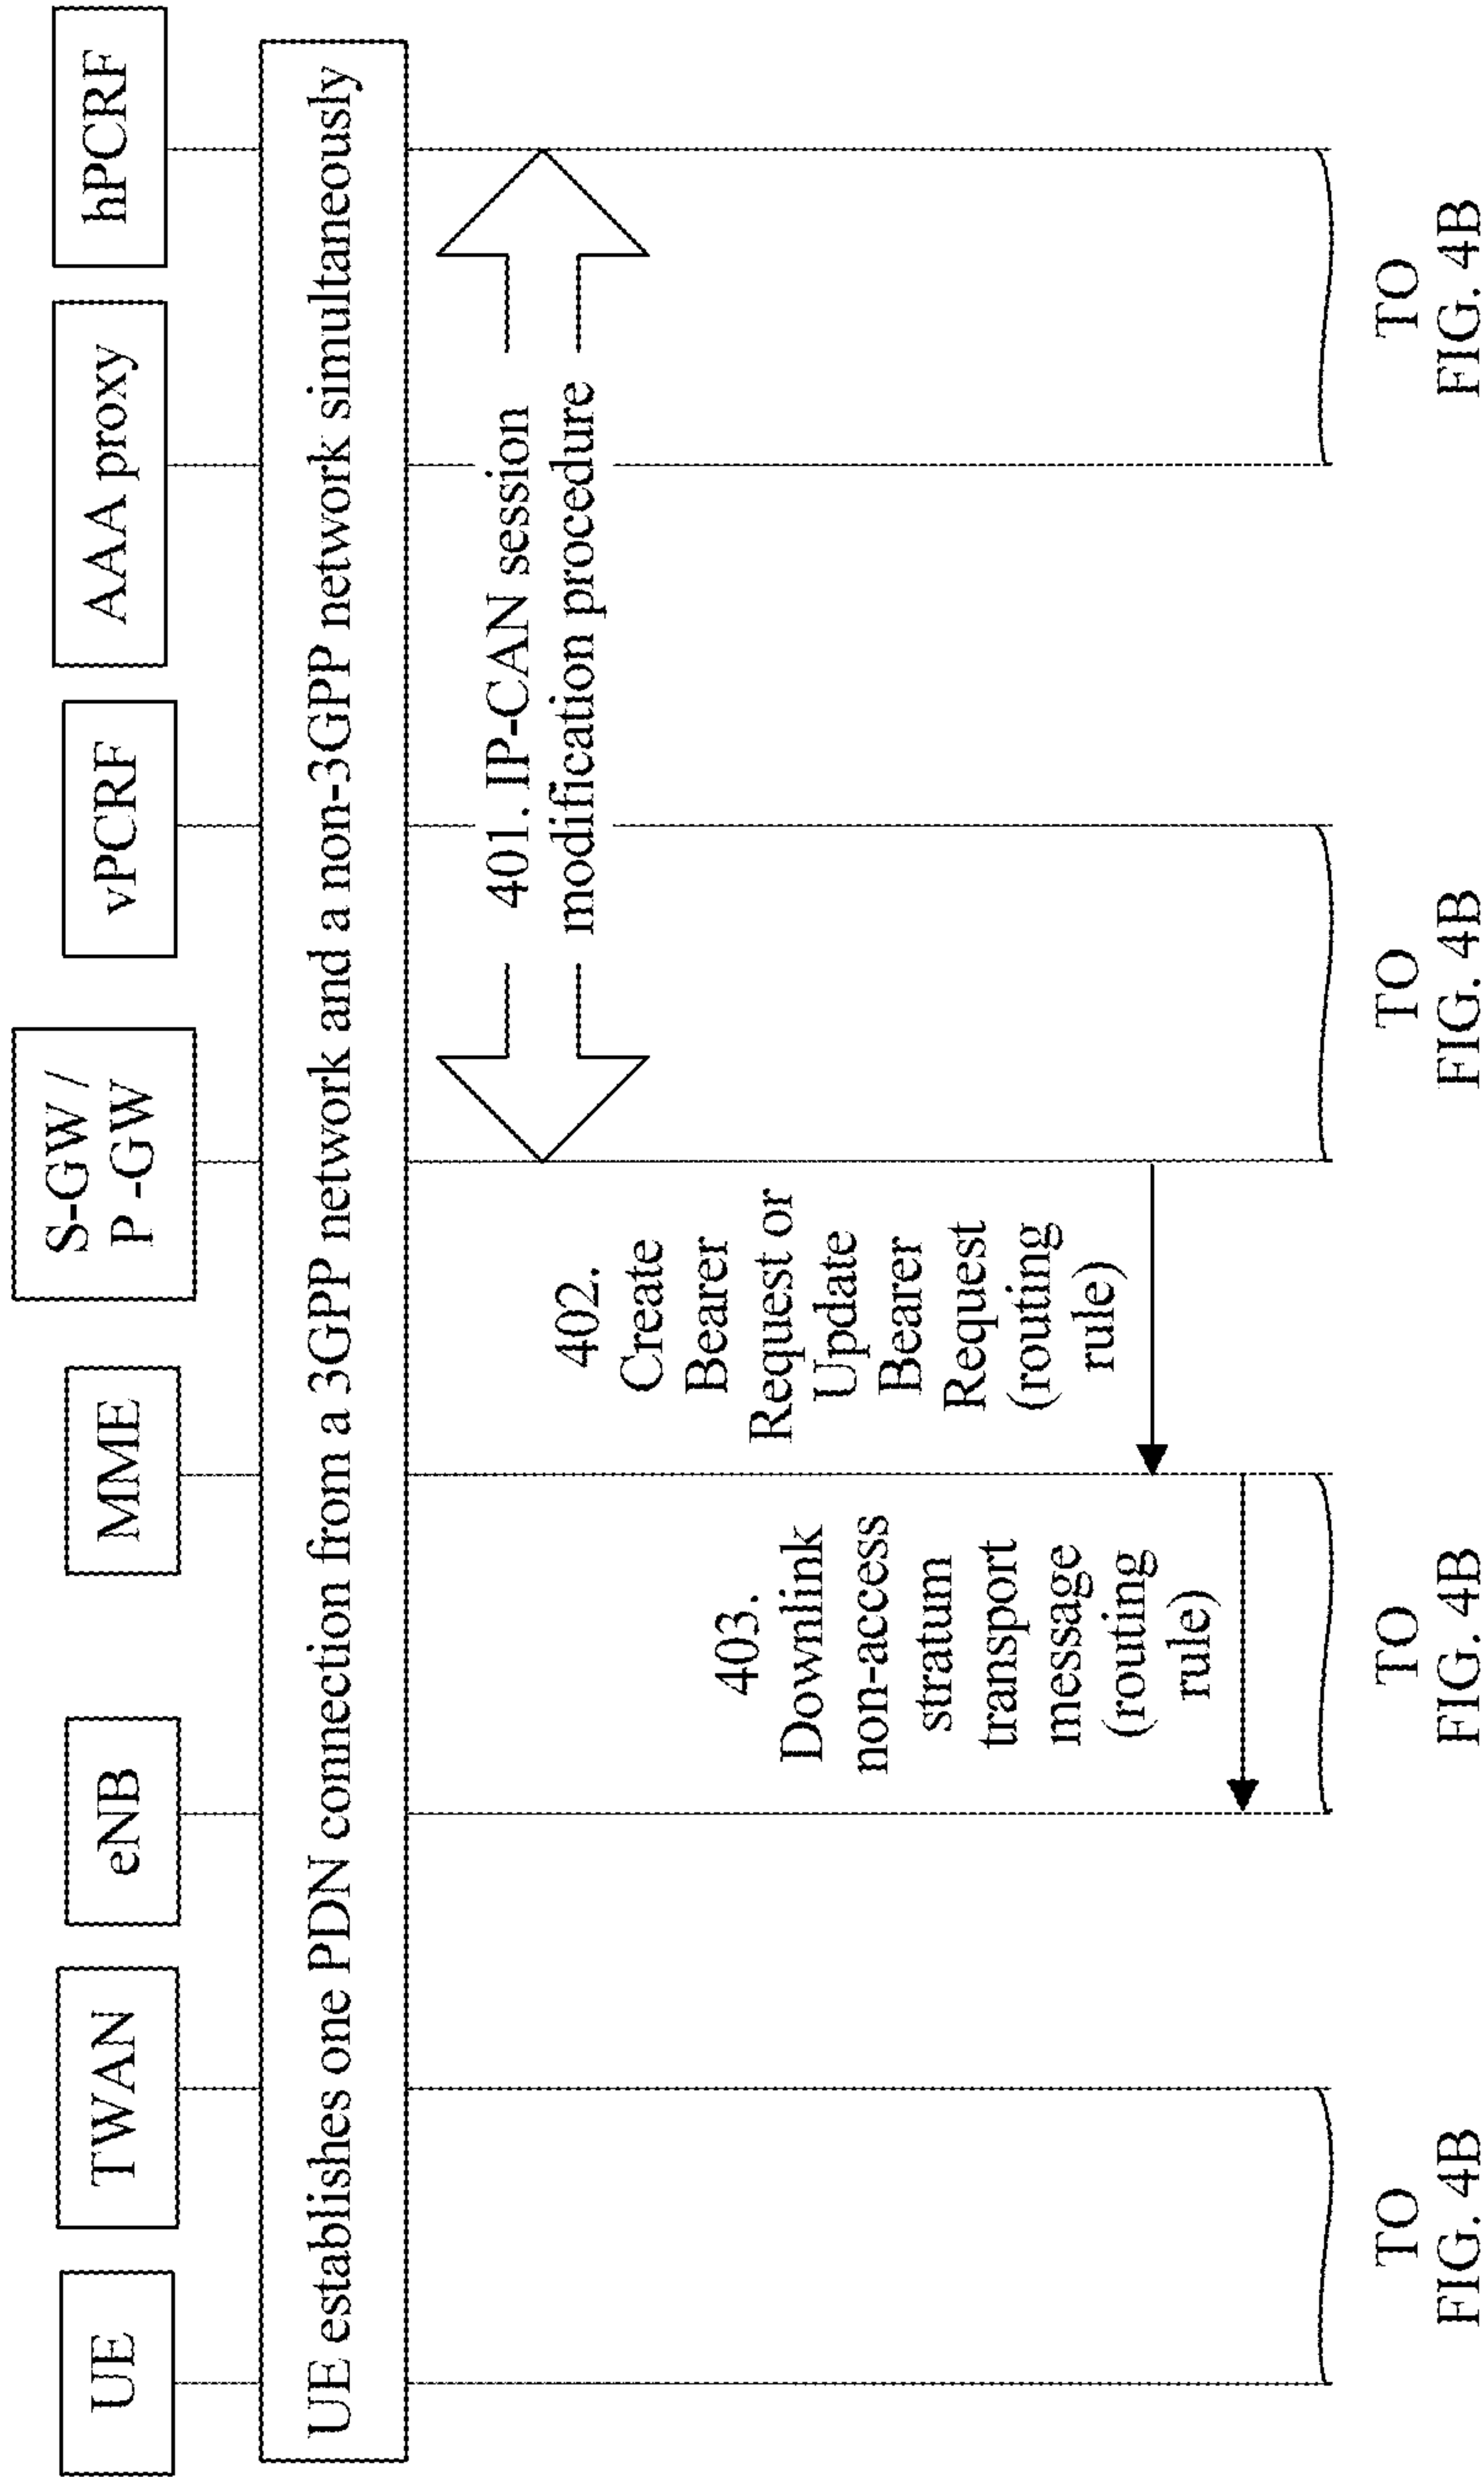 UE
TWAN
eNB
MME
S-GW /
P -GW
vPCRF
AAA proxy
hPCRF
UE establishes one PDN connection from a 3GPP network and a non-3GPP network simultaneously
401. IP-CAN session
modification procedure
402.
Create
Bearer
Request or
Update
Bearer
Request
(routing
rule)
403.
Downlink
non-access
stratum
transport
message
(routing
rule)
TO
FIG. 4B
TO
FIG. 4B
TO
FIG. 4B
TO
FIG. 4B